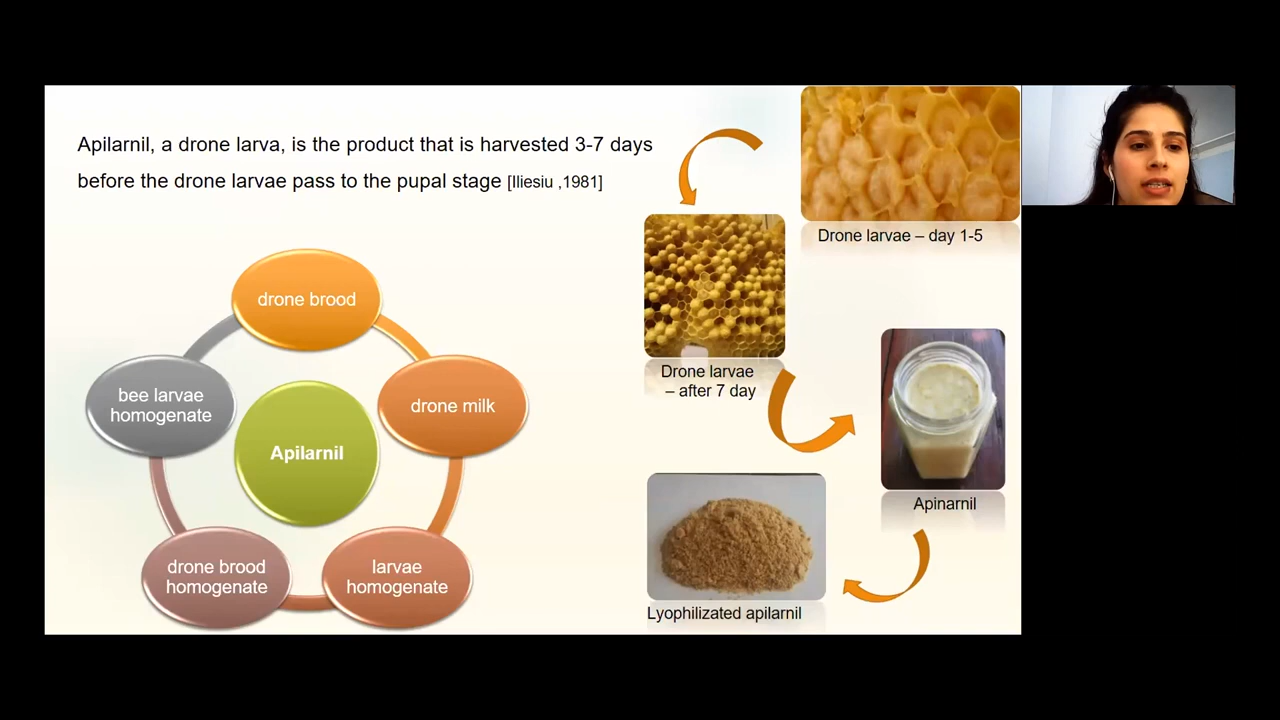 Apilarnil, a drone larva, is the product that is harvested 3-7 days
before the drone larvae pass to the pupal stage [Iliesiu ,1981]
drone brood
bee larvae
homogenate
drone milk
Apilarnil
drone brood
homogenate
larvae
homogenate
Drone larvae – day 1-5
Drone larvae
– after 7 day
Apinarnil
Lyophilizated apilarnil